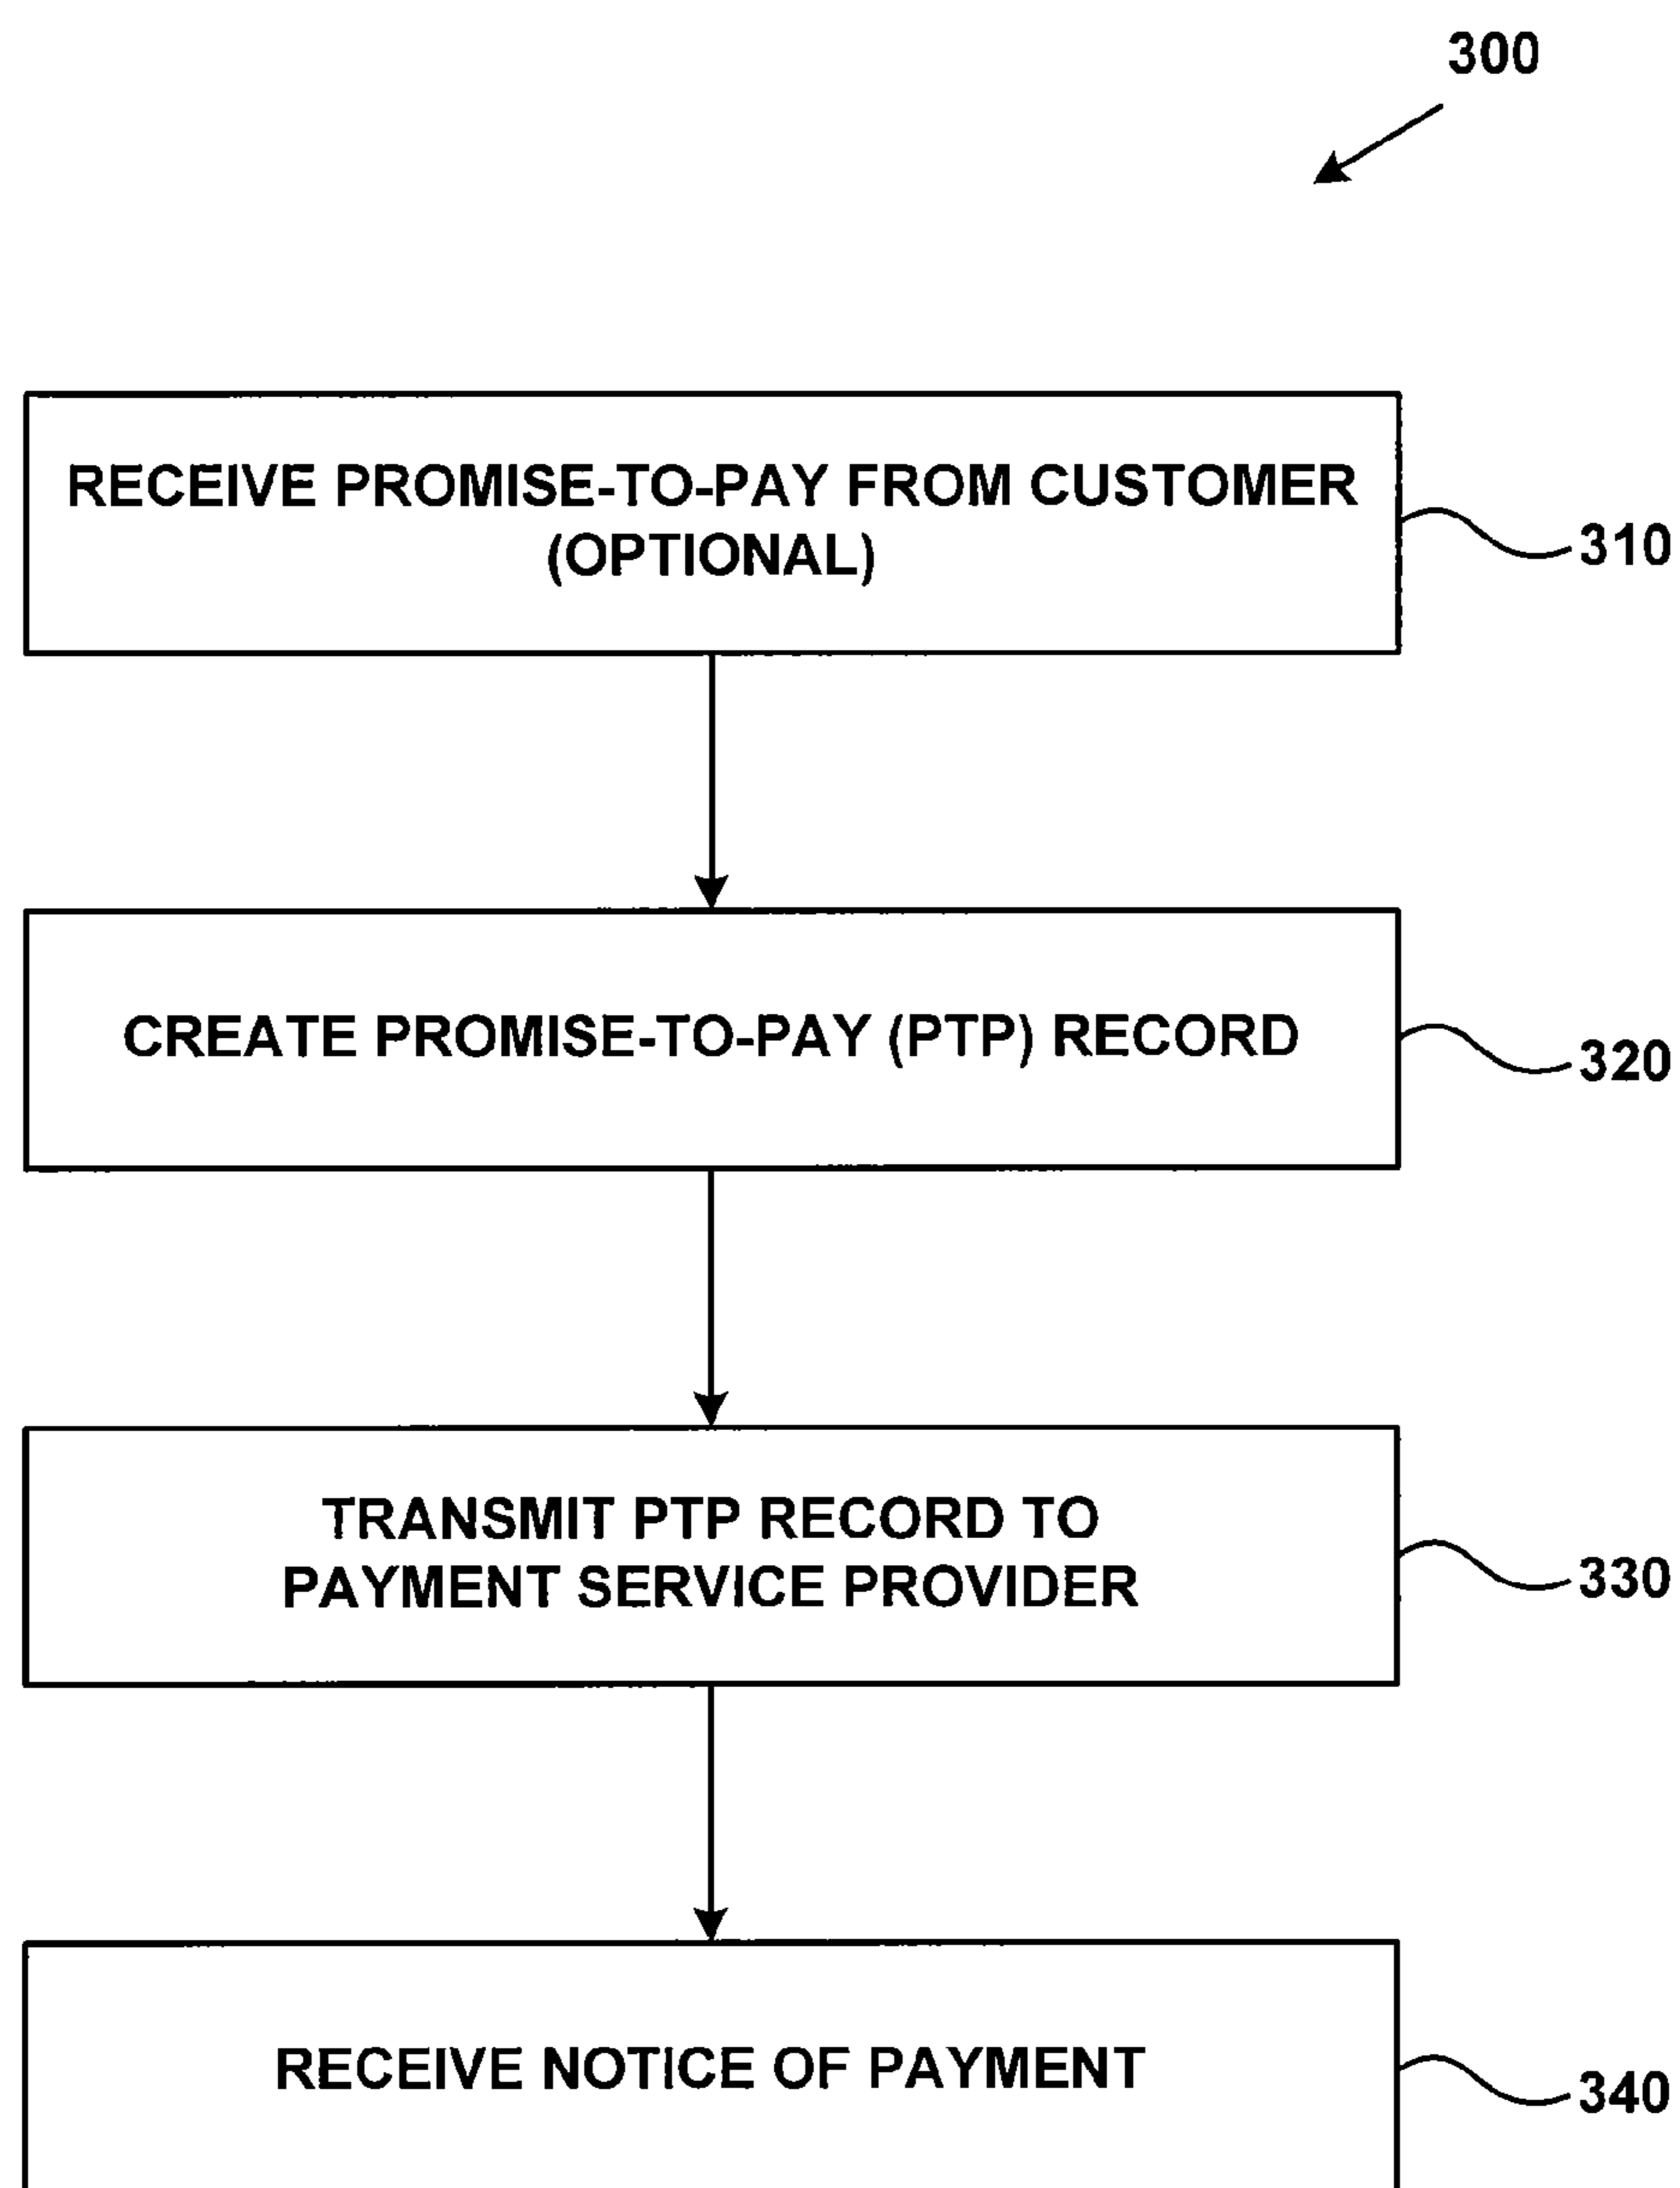 300
RECEIVE PROMISE-TO-PAY FROM CUSTOMER
(OPTIONAL)
310
CREATE PROMISE-TO-PAY (PTP) RECORD
320
TRANSMIT PTP RECORD TO
PAYMENT SERVICE PROVIDER
330
RECEIVE NOTICE OF PAYMENT
340